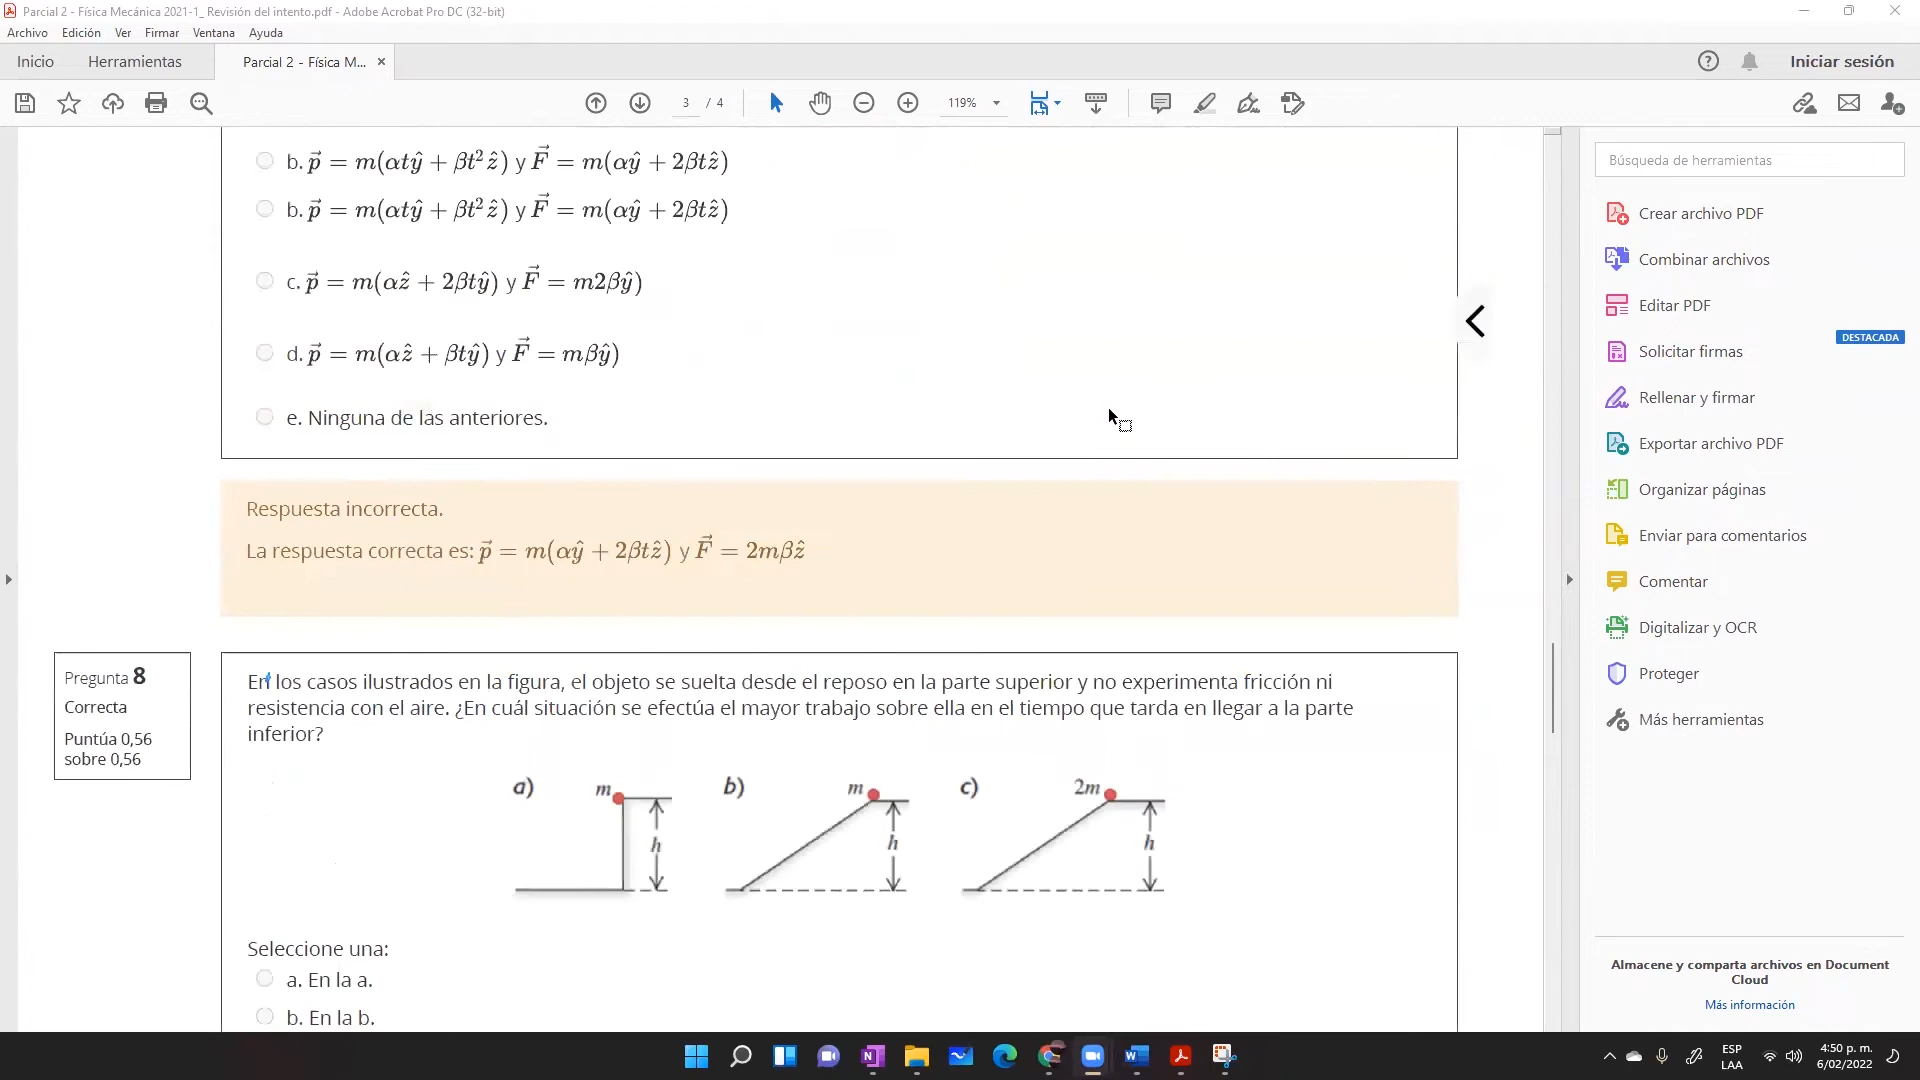 Parcial 2 - Física Mecánica 2021-1_ Revisión del intento.pdf - Adobe Acrobat Pro DC (32-bit)
Archivo Edición Ver Firmar Ventana Ayuda
Inicio Herramientas Parcial 2 - Física M... × Iniciar sesión
3 / 4 119%
b. p⃗ = m(αtŷ + βt²ẑ) y F⃗ = m(αŷ + 2βtẑ)
b. p⃗ = m(αtŷ + βt²ẑ) y F⃗ = m(αŷ + 2βtẑ)
c. p⃗ = m(αẑ + 2βtŷ) y F⃗ = m2βŷ)
d. p⃗ = m(αẑ + βtŷ) y F⃗ = mβŷ)
e. Ninguna de las anteriores.
Respuesta incorrecta.
La respuesta correcta es: p⃗ = m(αŷ + 2βtẑ) y F⃗ = 2mβẑ
Pregunta 8
Correcta
Puntúa 0,56
sobre 0,56
En los casos ilustrados en la figura, el objeto se suelta desde el reposo en la parte superior y no experimenta fricción ni
resistencia con el aire. ¿En cuál situación se efectúa el mayor trabajo sobre ella en el tiempo que tarda en llegar a la parte
inferior?
a) m b) m c) 2m
h h h
Seleccione una:
a. En la a.
b. En la b.
Búsqueda de herramientas
Crear archivo PDF
Combinar archivos
Editar PDF
DESTACADA
Solicitar firmas
Rellenar y firmar
Exportar archivo PDF
Organizar páginas
Enviar para comentarios
Comentar
Digitalizar y OCR
Proteger
Más herramientas
Almacene y comparta archivos en Document
Cloud
Más información
ESP
LAA
4:50 p. m.
6/02/2022